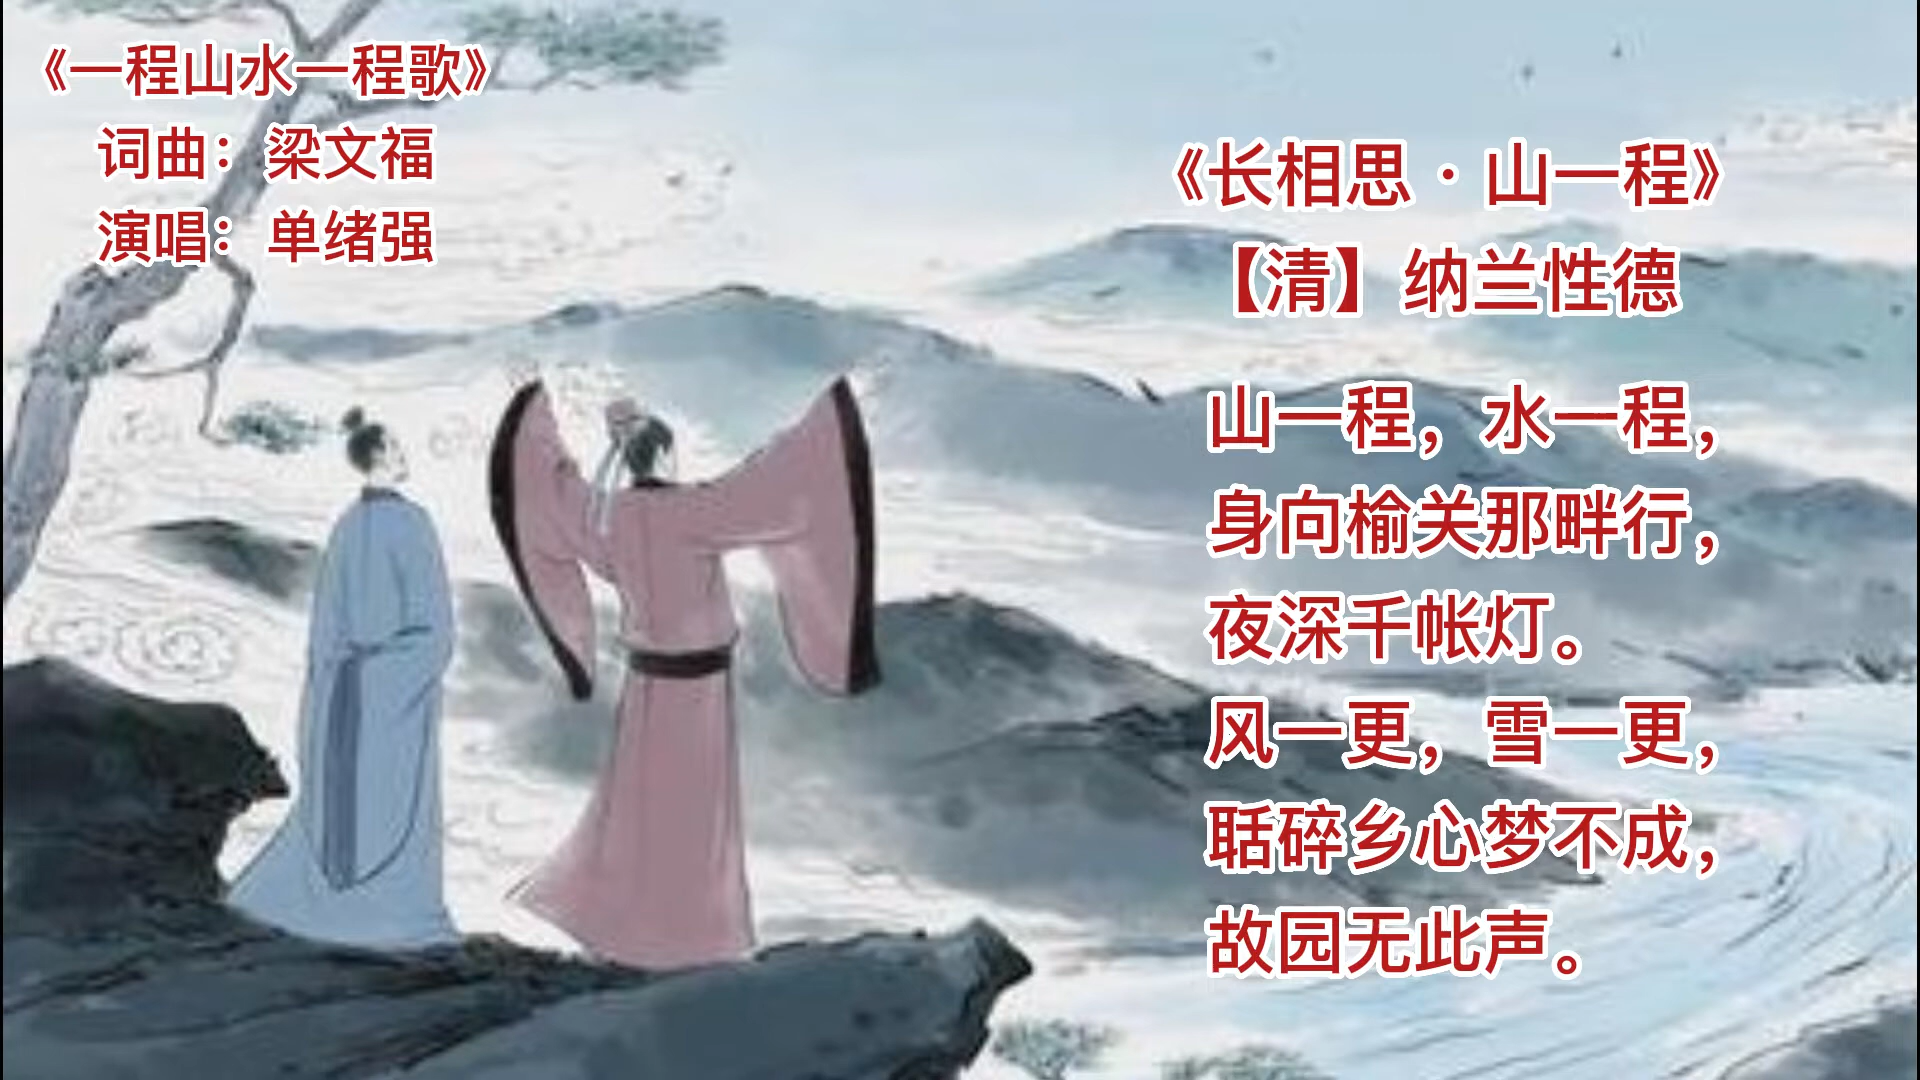 《一程山水一程歌》
词曲：梁文福
演唱：单绪强
《长相思·山一程》
【清】纳兰性德
山一程，水一程，
身向榆关那畔行，
夜深千帐灯。
风一更，雪一更，
聒碎乡心梦不成，
故园无此声。